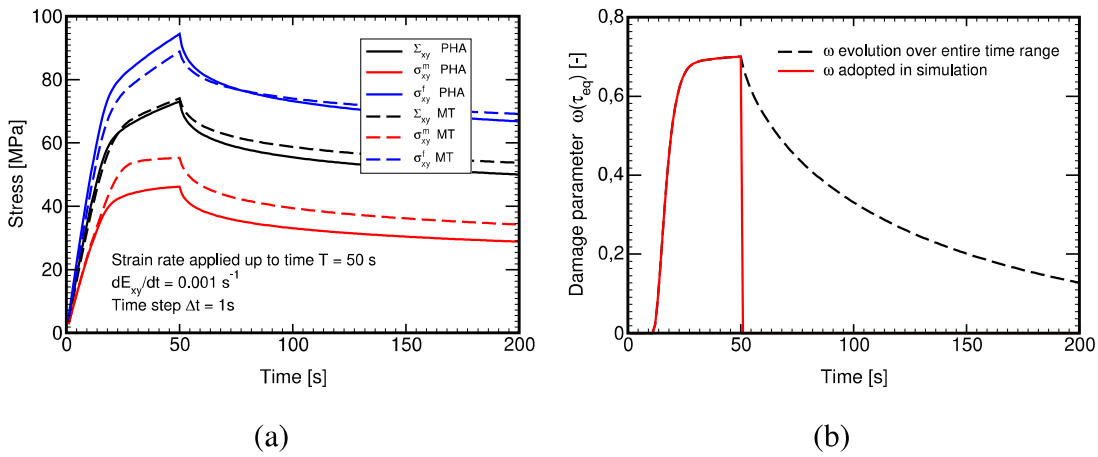 100
80
60
40
20
0
0
50
100
150
200
Stress [MPa]
Time [s]
Σxy PHA
σᵐxy PHA
σᶠxy PHA
Σxy MT
σᵐxy MT
σᶠxy MT
Strain rate applied up to time T = 50 s
dExy/dt = 0.001 s⁻¹
Time step Δt = 1s
(a)
0,8
0,6
0,4
0,2
0
0
50
100
150
200
Damage parameter ω(τeq) [-]
Time [s]
ω evolution over entire time range
ω adopted in simulation
(b)